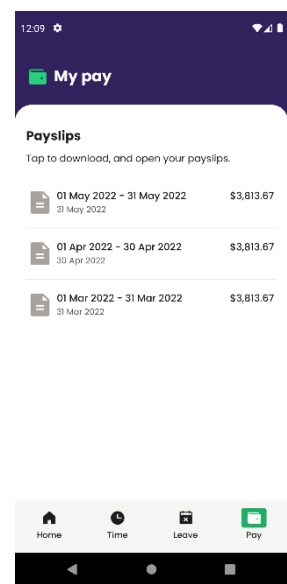 12:09
My pay
Payslips
Tap to download, and open your payslips.
01 May 2022 - 31 May 2022 $3,813.67
31 May 2022
01 Apr 2022 - 30 Apr 2022 $3,813.67
30 Apr 2022
01 Mar 2022 - 31 Mar 2022 $3,813.67
31 Mar 2022
Home Time Leave Pay